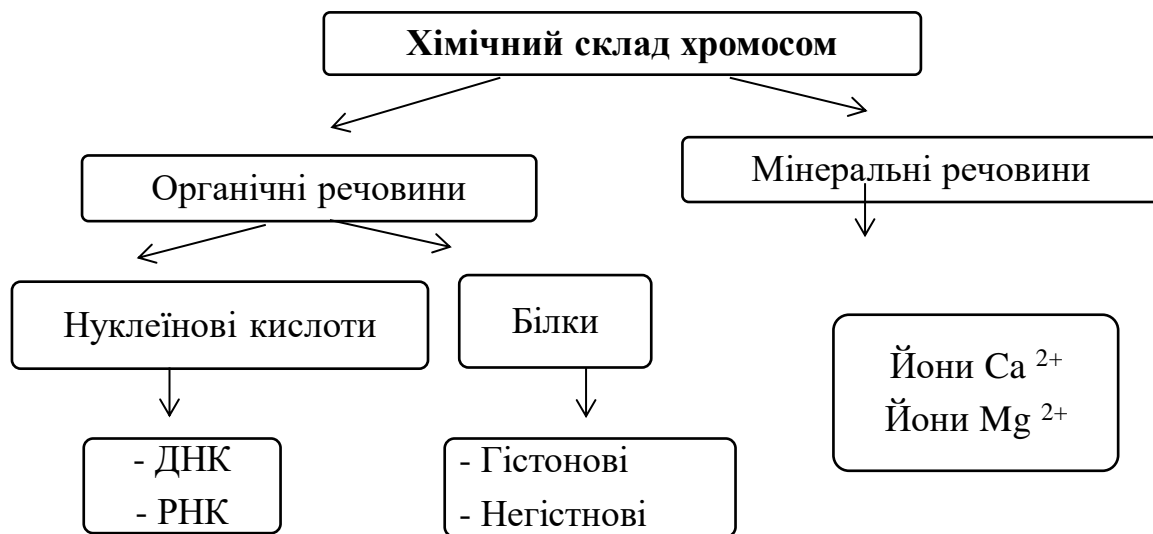 Хімічний склад хромосом
Органічні речовини
Мінеральні речовини
Нуклеїнові кислоти
Білки
Йони Ca 2+
Йони Mg 2+
- ДНК
- РНК
- Гістонові
- Негістнові